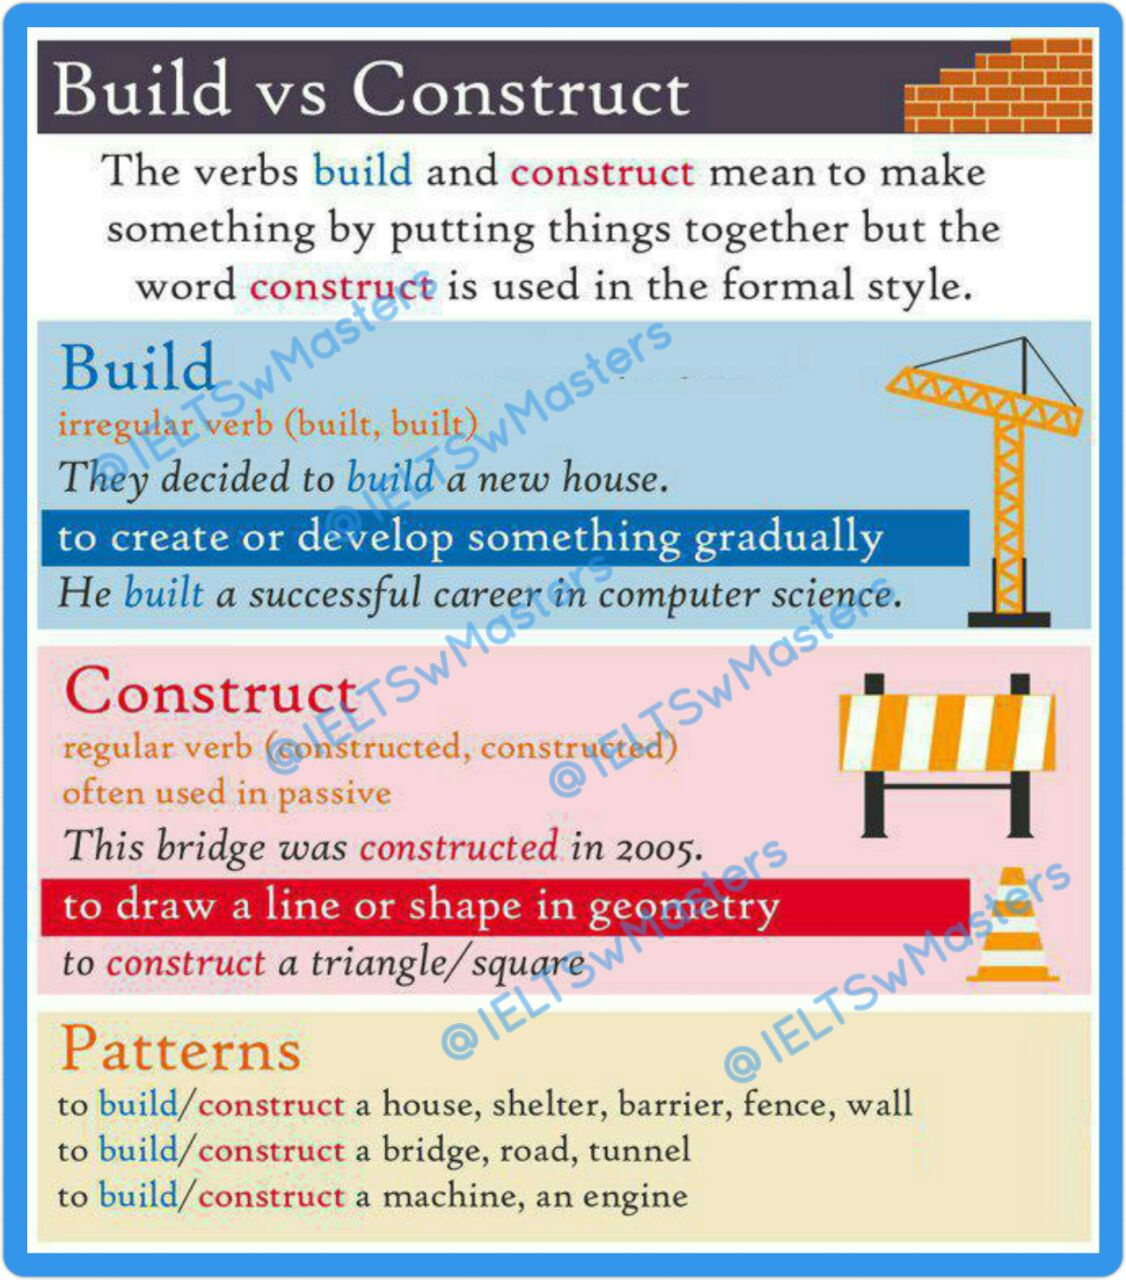 Build vs Construct
The verbs build and construct mean to make
something by putting things together but the
word construct is used in the formal style.
Build
irregular verb (built, built)
They decided to build a new house.
to create or develop something gradually
He built a successful career in computer science.
Construct
regular verb (constructed, constructed)
often used in passive
This bridge was constructed in 2005.
to draw a line or shape in geometry
to construct a triangle/square
Patterns
to build/construct a house, shelter, barrier, fence, wall
to build/construct a bridge, road, tunnel
to build/construct a machine, an engine
@IELTSwMasters
@IELTSwMasters
@IELTSwMasters
@IELTSwMasters
@IELTSwMasters
@IELTSwMasters